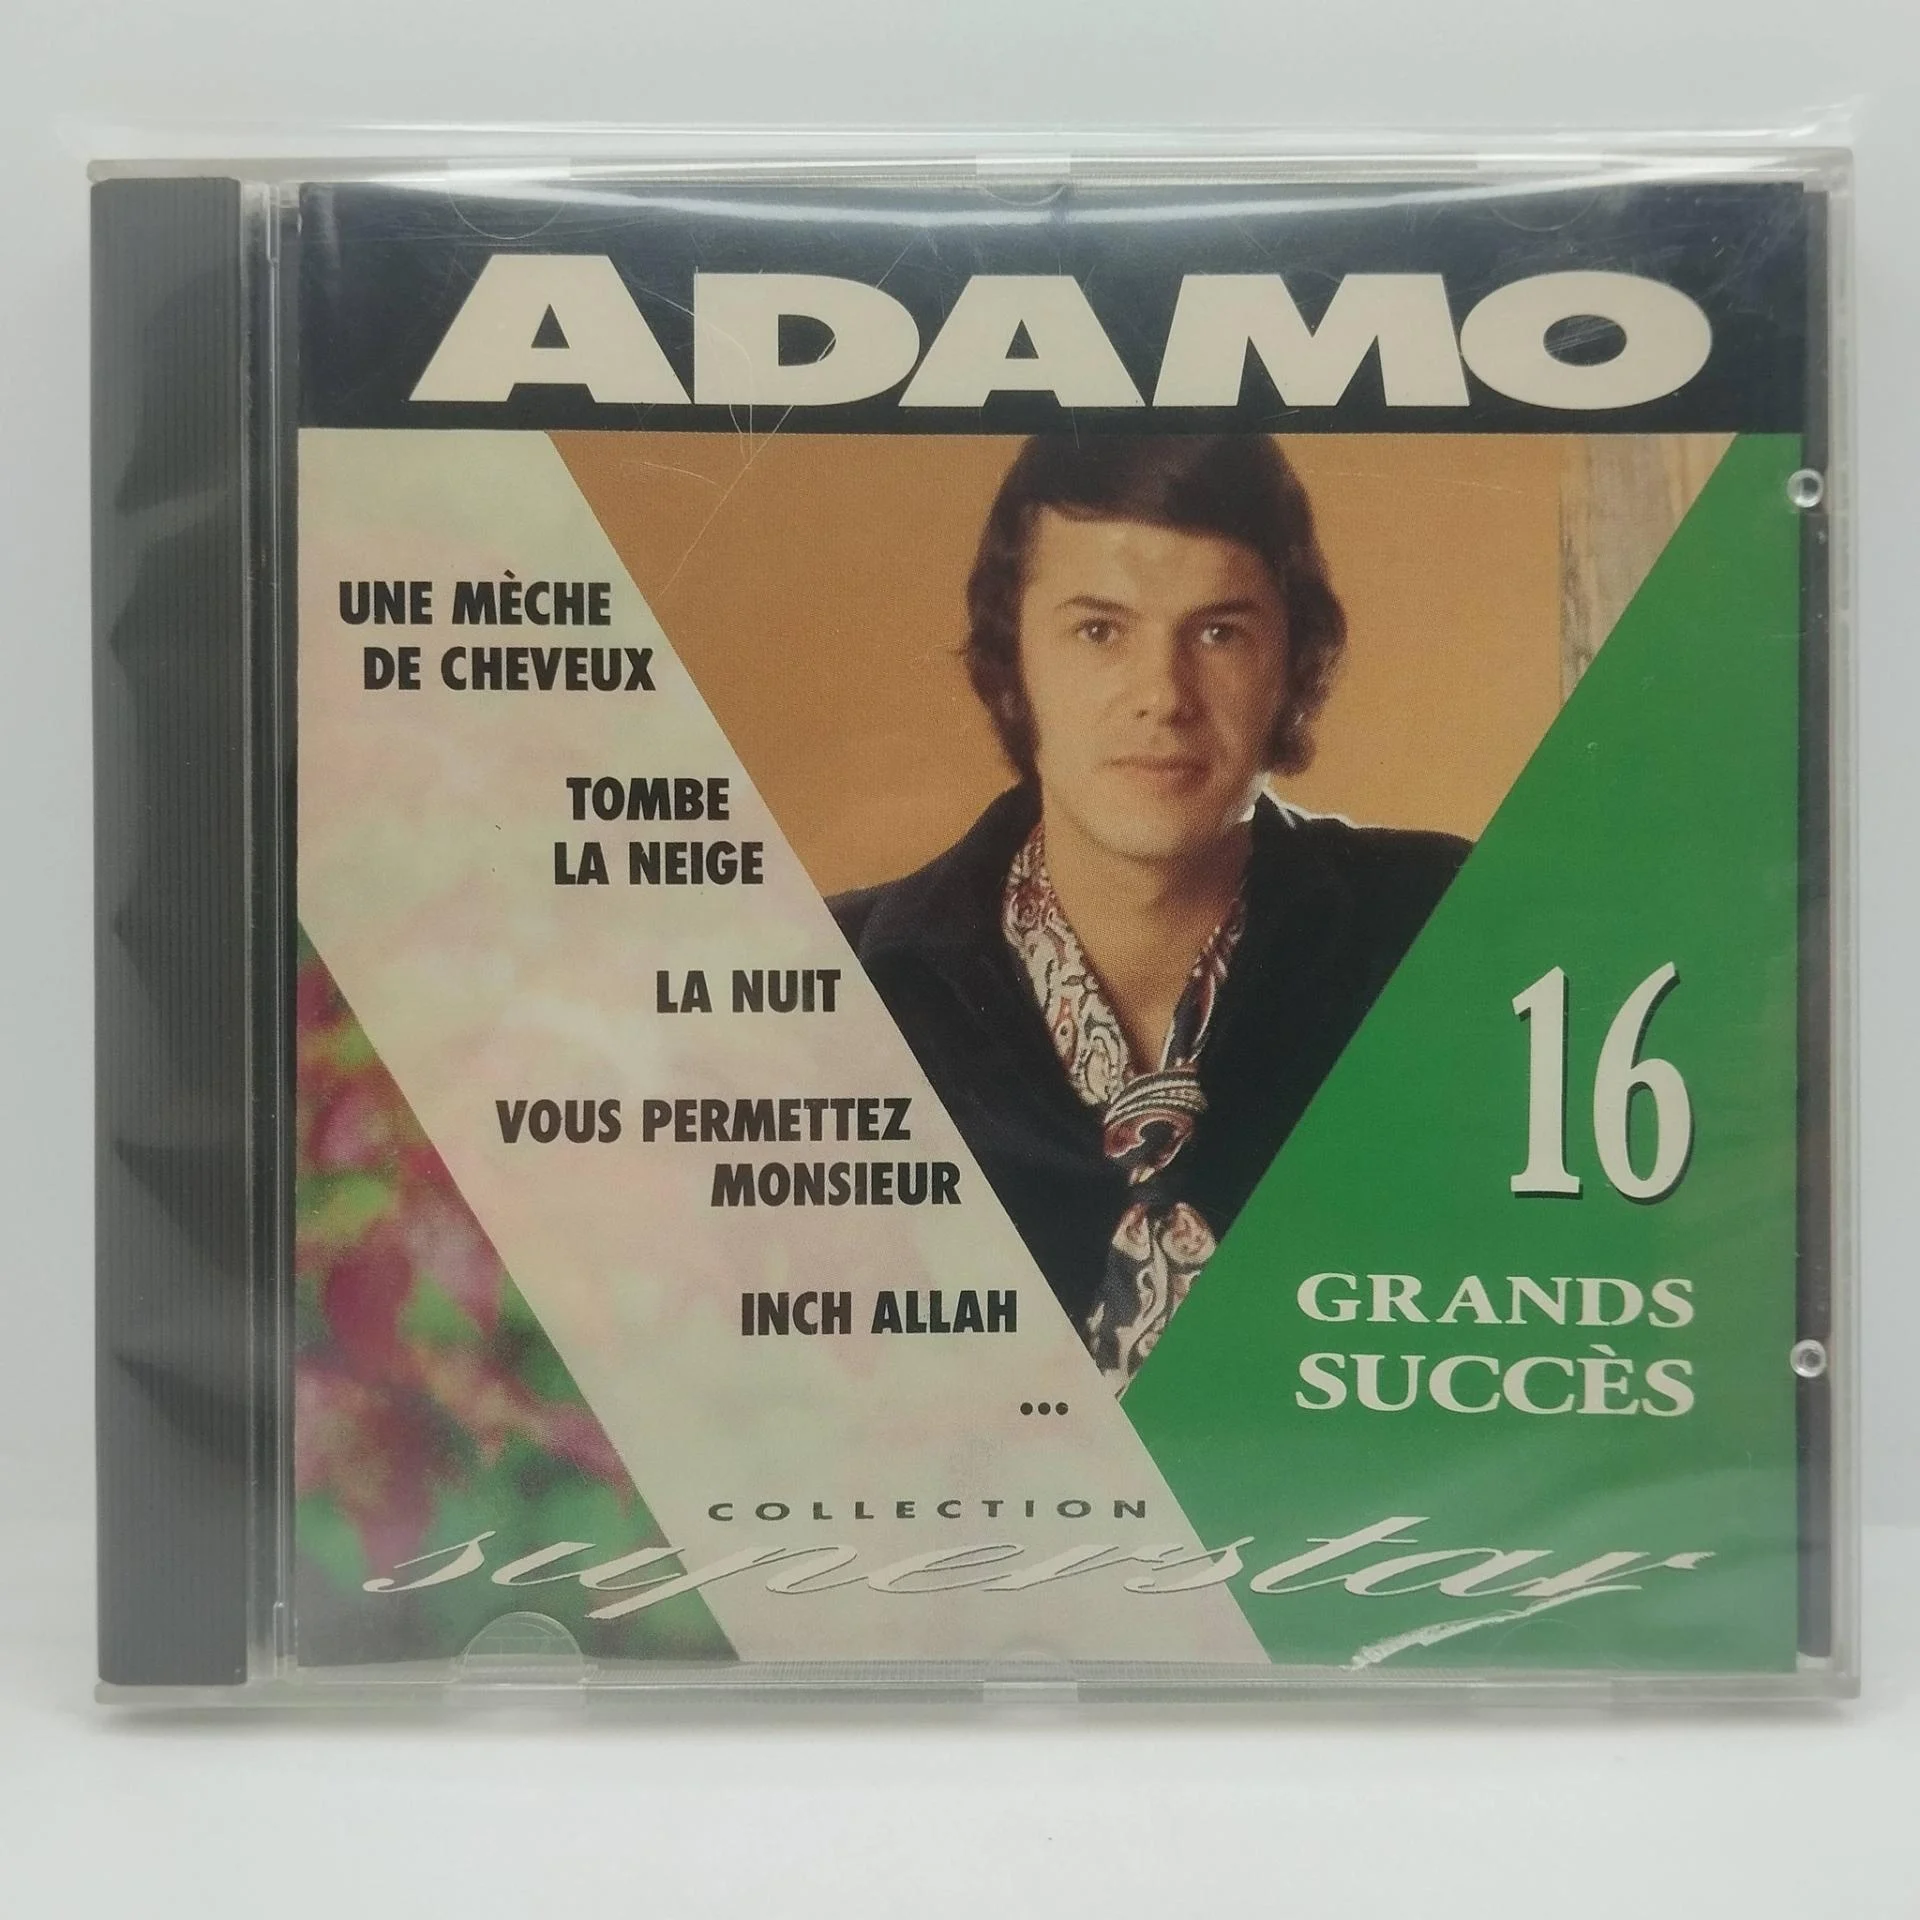 ADAMO
UNE MÈCHE
DE CHEVEUX
TOMBE
LA NEIGE
LA NUIT
VOUS PERMETTEZ
MONSIEUR
INCH ALLAH
...
16
GRANDS
SUCCÈS
COLLECTION
superstar